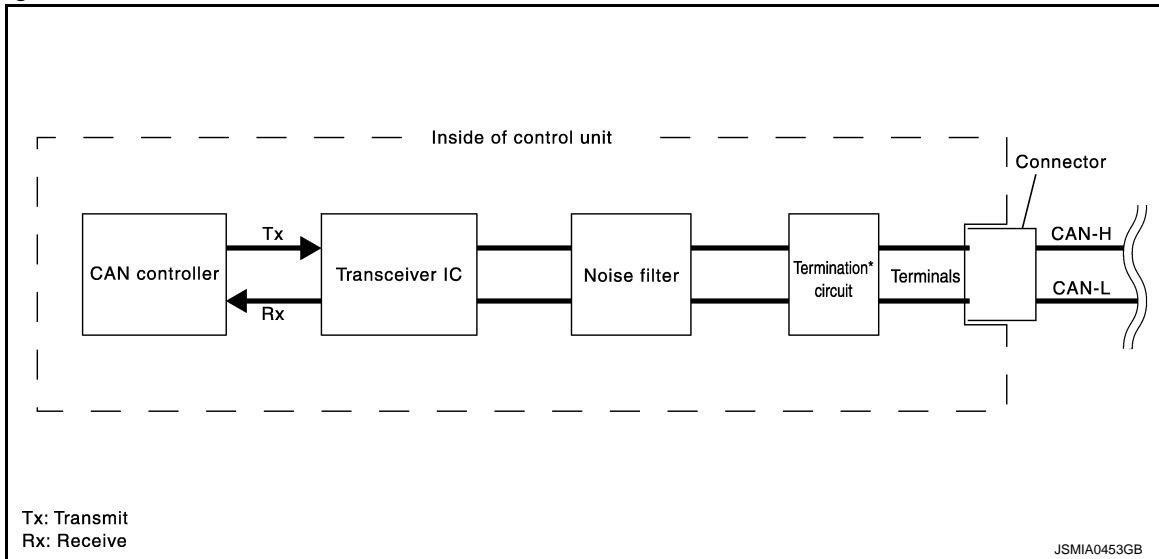 Inside of control unit
Connector
CAN controller
Tx
Rx
Transceiver IC
Noise filter
Termination*
circuit
Terminals
CAN-H
CAN-L
Tx: Transmit
Rx: Receive
JSMIA0453GB